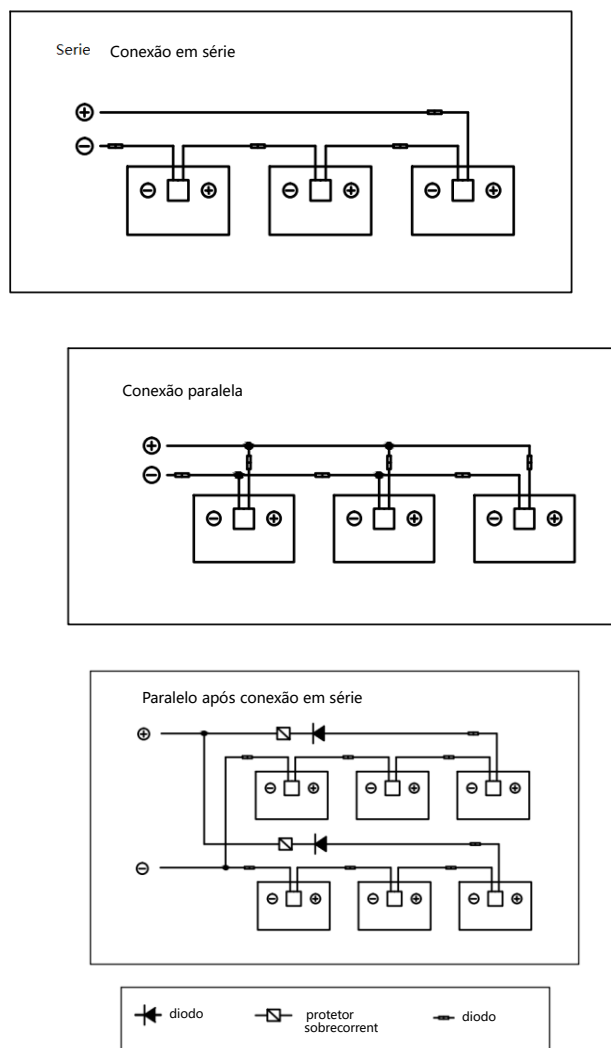 Serie Conexão em série
Conexão paralela
Paralelo após conexão em série
diodo
protetor
sobrecorrent
diodo